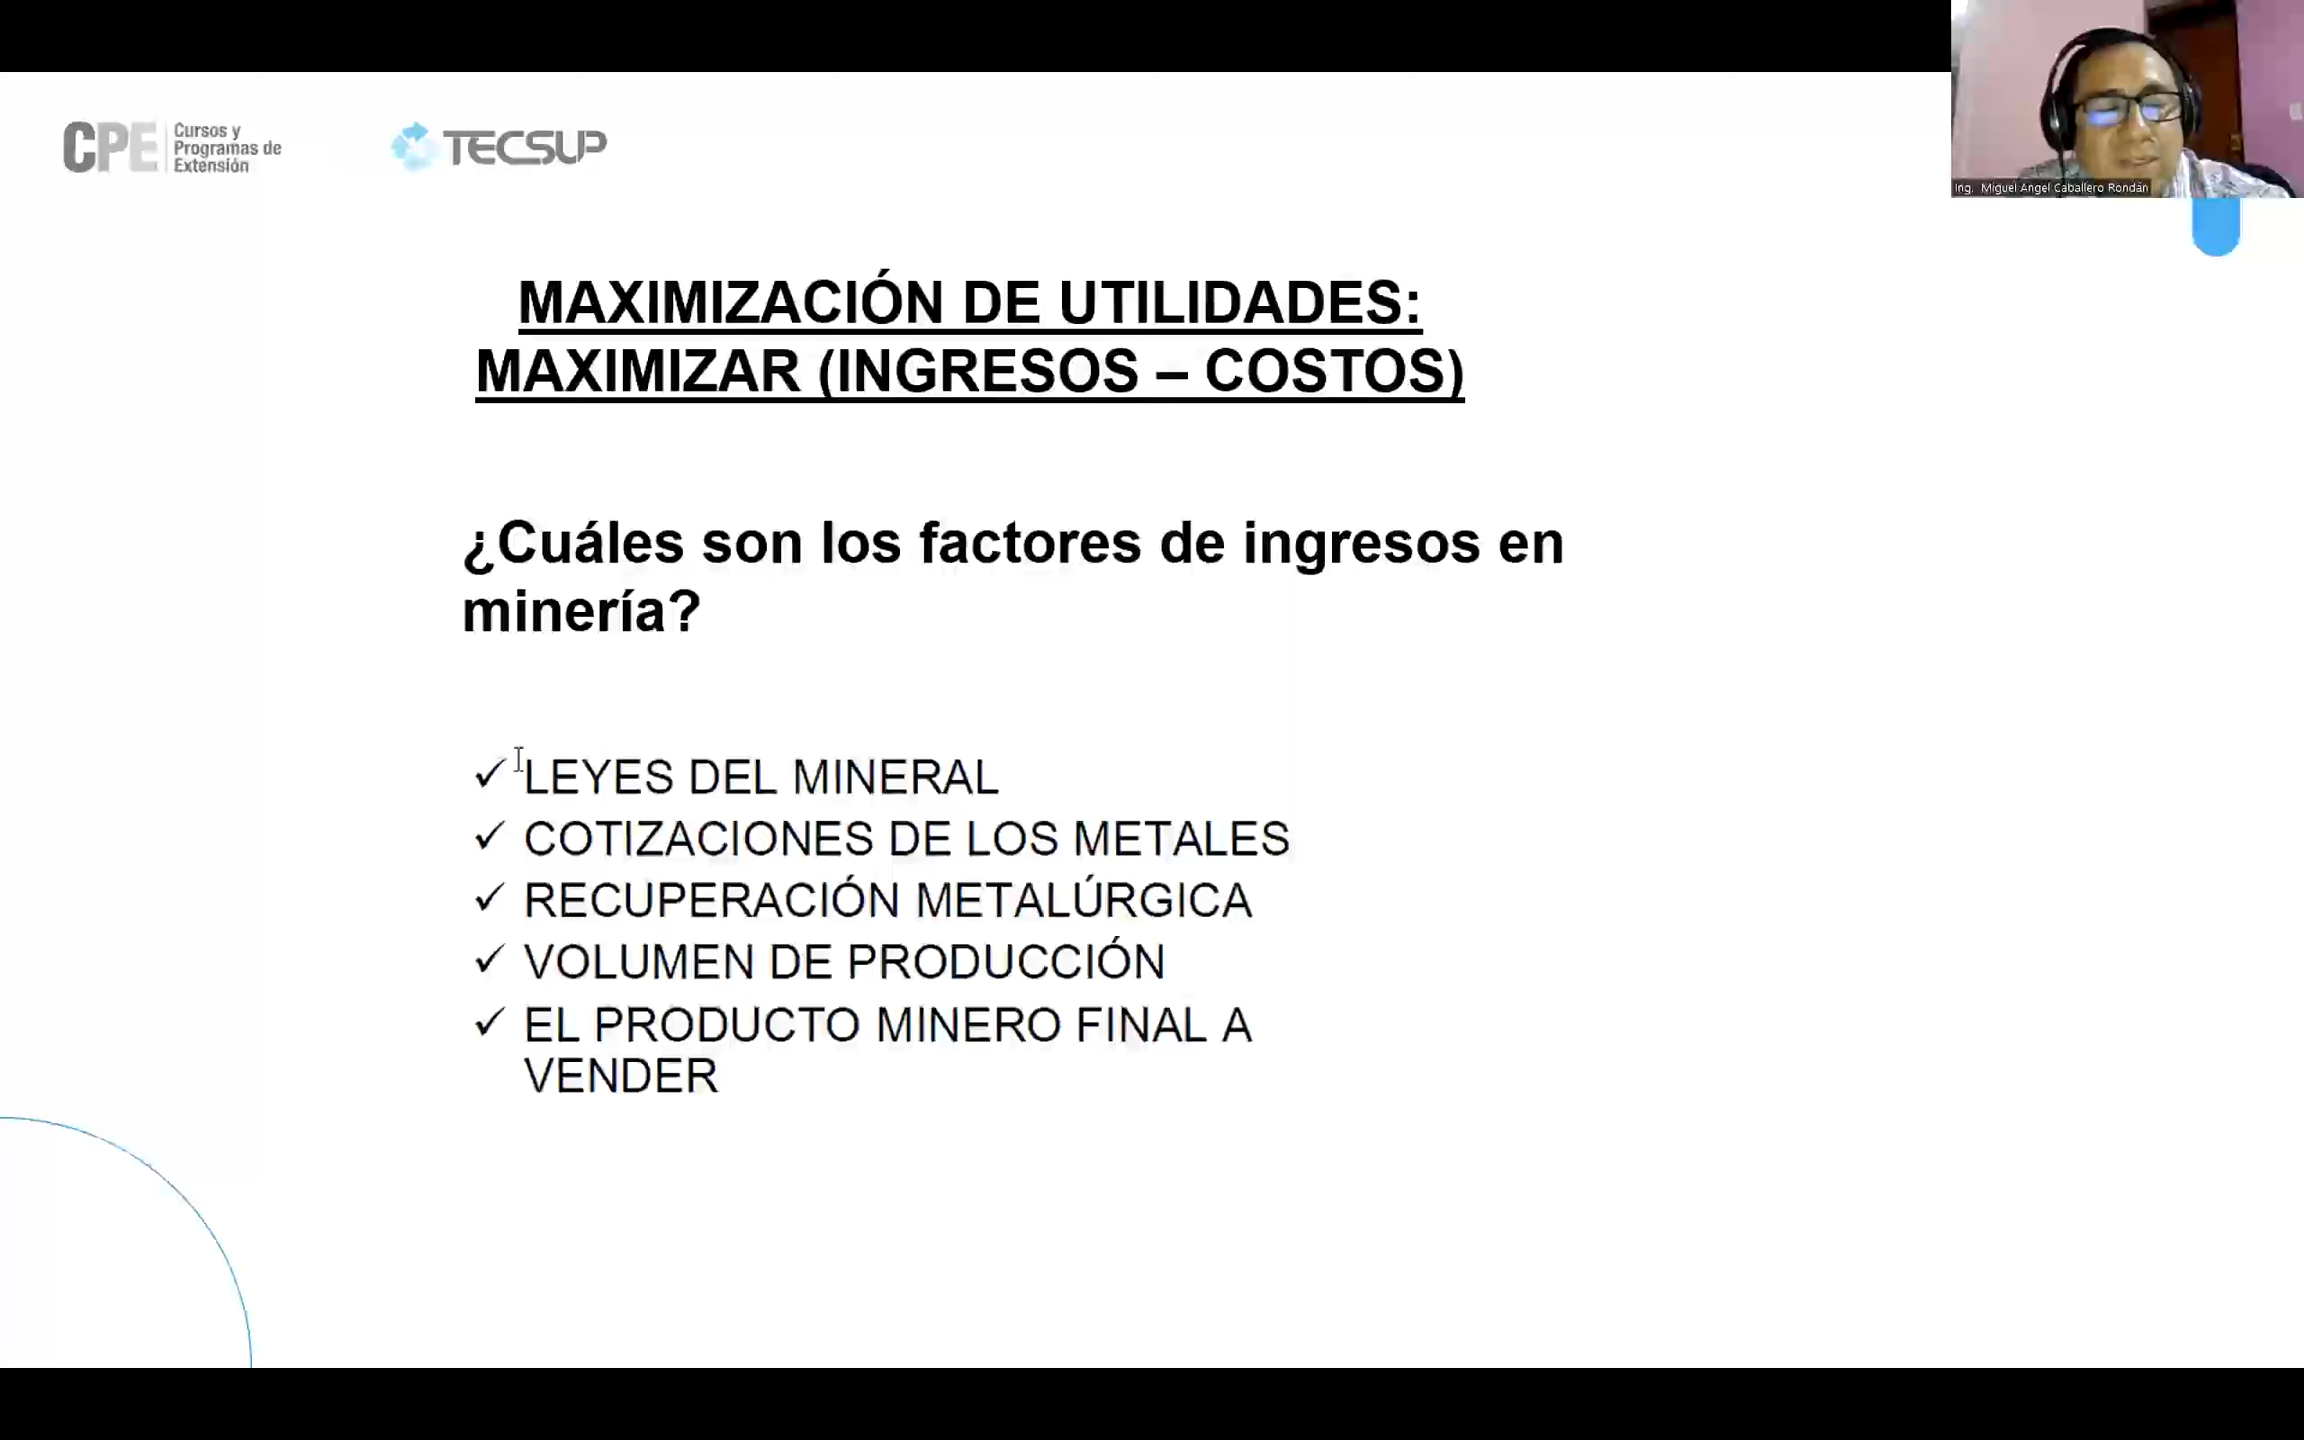 CPE
Cursos y
Programas de
Extensión
TECSUP
Ing. Miguel Angel Caballero Rondán
MAXIMIZACIÓN DE UTILIDADES:
MAXIMIZAR (INGRESOS – COSTOS)
¿Cuáles son los factores de ingresos en
minería?
✓ LEYES DEL MINERAL
✓ COTIZACIONES DE LOS METALES
✓ RECUPERACIÓN METALÚRGICA
✓ VOLUMEN DE PRODUCCIÓN
✓ EL PRODUCTO MINERO FINAL A
VENDER